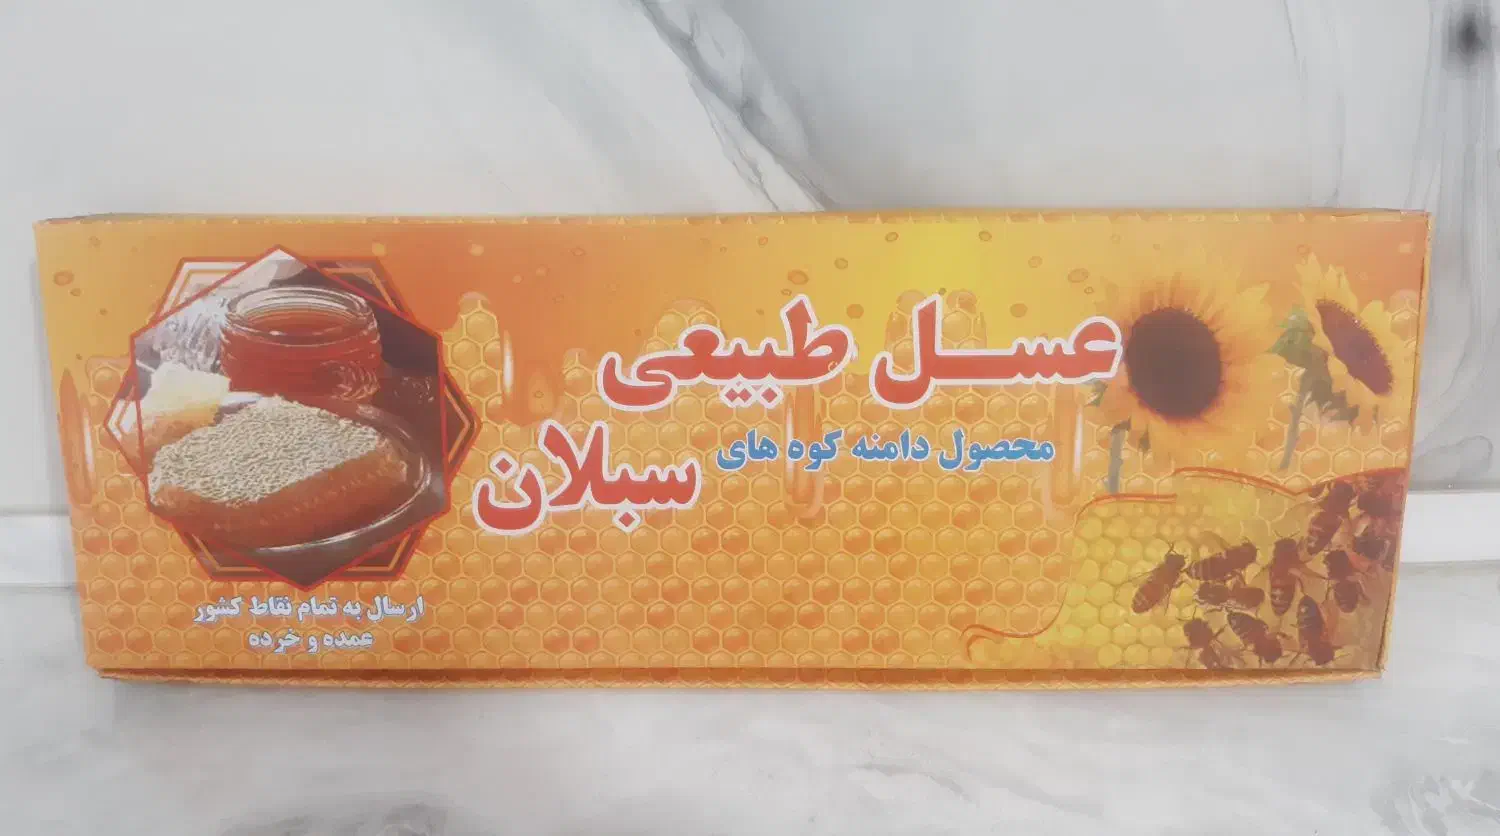 عسل طبیعی
محصول دامنه کوه های سبلان
ارسال به تمام نقاط کشور
عمده و خرده